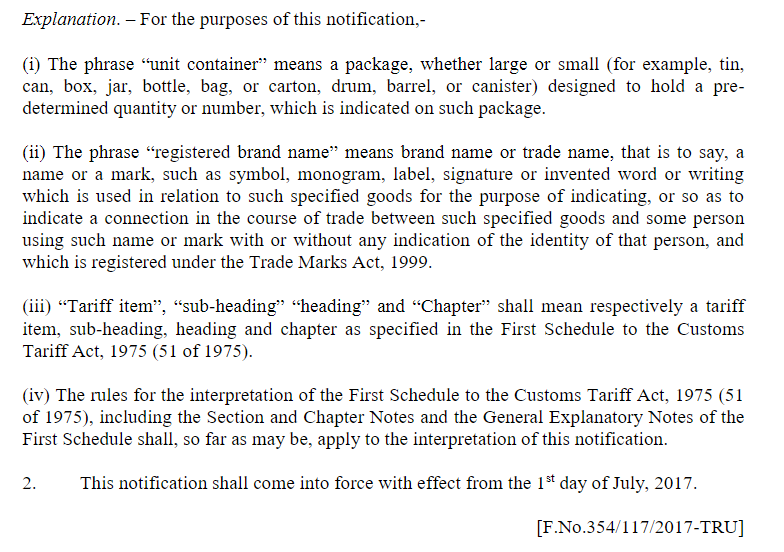 Explanation. – For the purposes of this notification,-
(i) The phrase “unit container” means a package, whether large or small (for example, tin,
can, box, jar, bottle, bag, or carton, drum, barrel, or canister) designed to hold a pre-
determined quantity or number, which is indicated on such package.
(ii) The phrase “registered brand name” means brand name or trade name, that is to say, a
name or a mark, such as symbol, monogram, label, signature or invented word or writing
which is used in relation to such specified goods for the purpose of indicating, or so as to
indicate a connection in the course of trade between such specified goods and some person
using such name or mark with or without any indication of the identity of that person, and
which is registered under the Trade Marks Act, 1999.
(iii) “Tariff item”, “sub-heading” “heading” and “Chapter” shall mean respectively a tariff
item, sub-heading, heading and chapter as specified in the First Schedule to the Customs
Tariff Act, 1975 (51 of 1975).
(iv) The rules for the interpretation of the First Schedule to the Customs Tariff Act, 1975 (51
of 1975), including the Section and Chapter Notes and the General Explanatory Notes of the
First Schedule shall, so far as may be, apply to the interpretation of this notification.
2. This notification shall come into force with effect from the 1st day of July, 2017.
[F.No.354/117/2017-TRU]